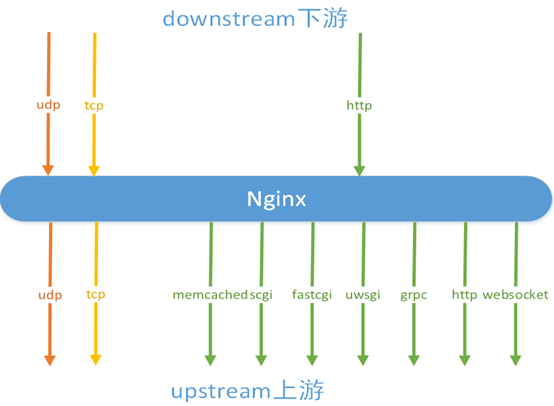 downstream下游
udp tcp http
Nginx
udp tcp memcached scgi fastcgi uwsgi grpc http websocket
upstream上游